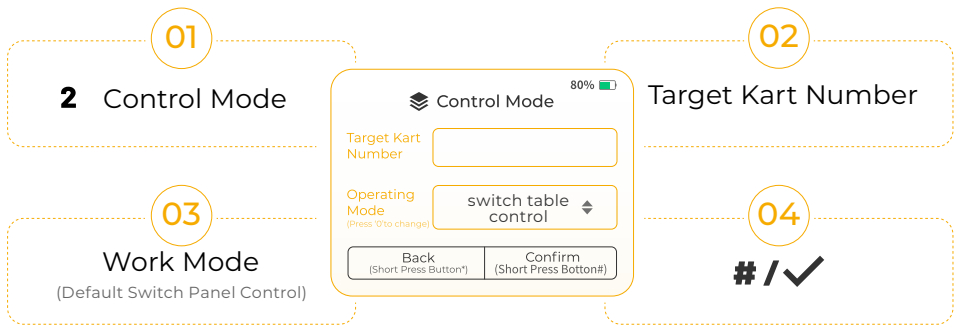 01
2 Control Mode
02
Target Kart Number
80%
Control Mode
Target Kart
Number
Operating
Mode
(Press '0'to change)
switch table
control
Back
(Short Press Button*)
Confirm
(Short Press Botton#)
03
Work Mode
(Default Switch Panel Control)
04
#/✓